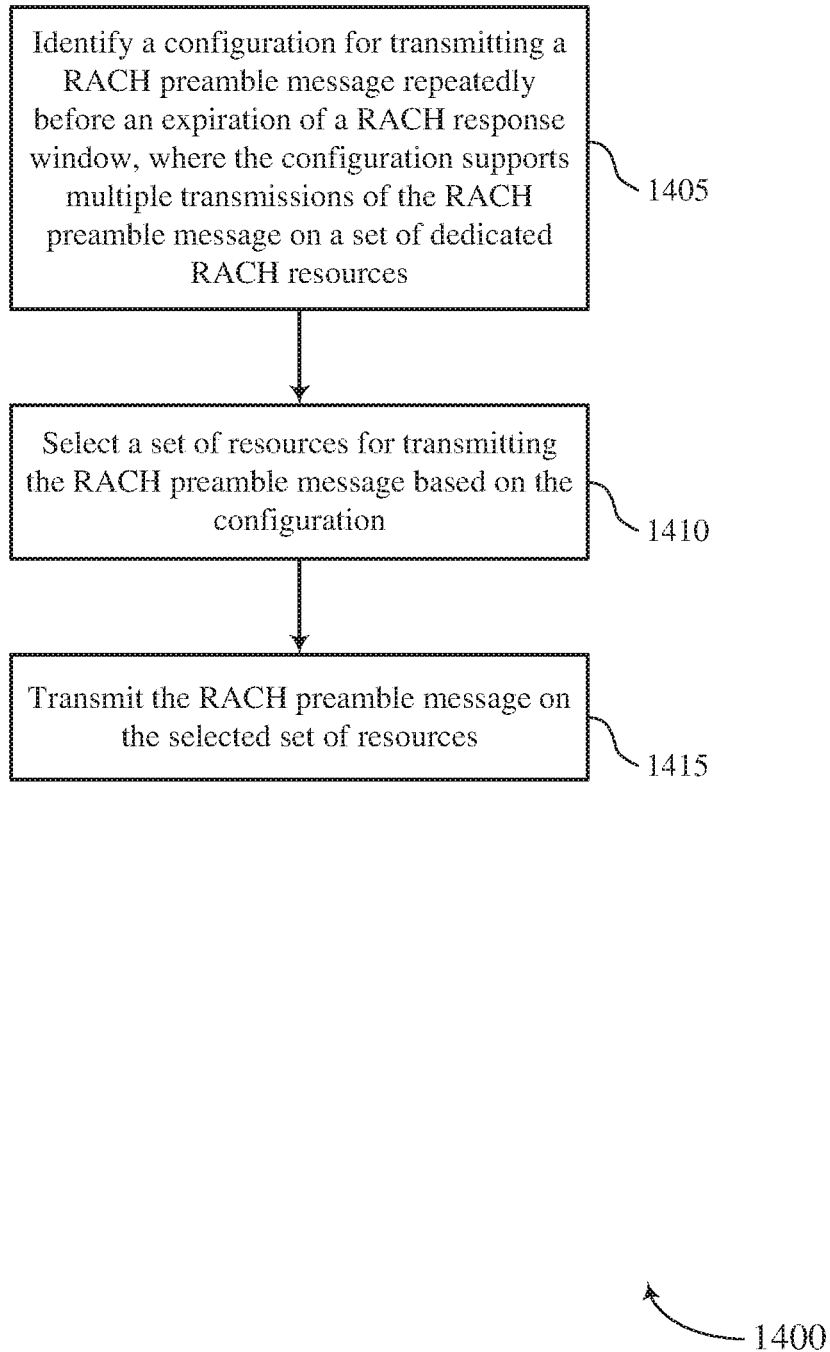 Identify a configuration for transmitting a
RACH preamble message repeatedly
before an expiration of a RACH response
window, where the configuration supports
multiple transmissions of the RACH
preamble message on a set of dedicated
RACH resources
1405
Select a set of resources for transmitting
the RACH preamble message based on the
configuration
1410
Transmit the RACH preamble message on
the selected set of resources
1415
1400